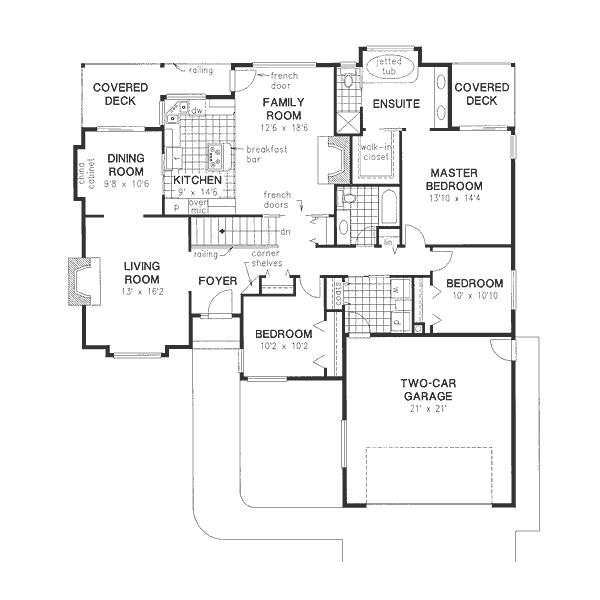 railing
french
door
jetted
tub
COVERED
DECK
ENSUITE
COVERED
DECK
FAMILY
ROOM
12'6 x 18'6
dw
breakfast
bar
walk-in
closet
DINING
ROOM
9'8 x 10'6
china
cabinet
KITCHEN
9' x 14'6
MASTER
BEDROOM
13'10 x 14'4
p
over
mic
french
doors
dn
lin
railing
corner
shelves
LIVING
ROOM
13' x 16'2
FOYER
coats
w
d
BEDROOM
10' x 10'10
BEDROOM
10'2 x 10'2
TWO-CAR
GARAGE
21' x 21'